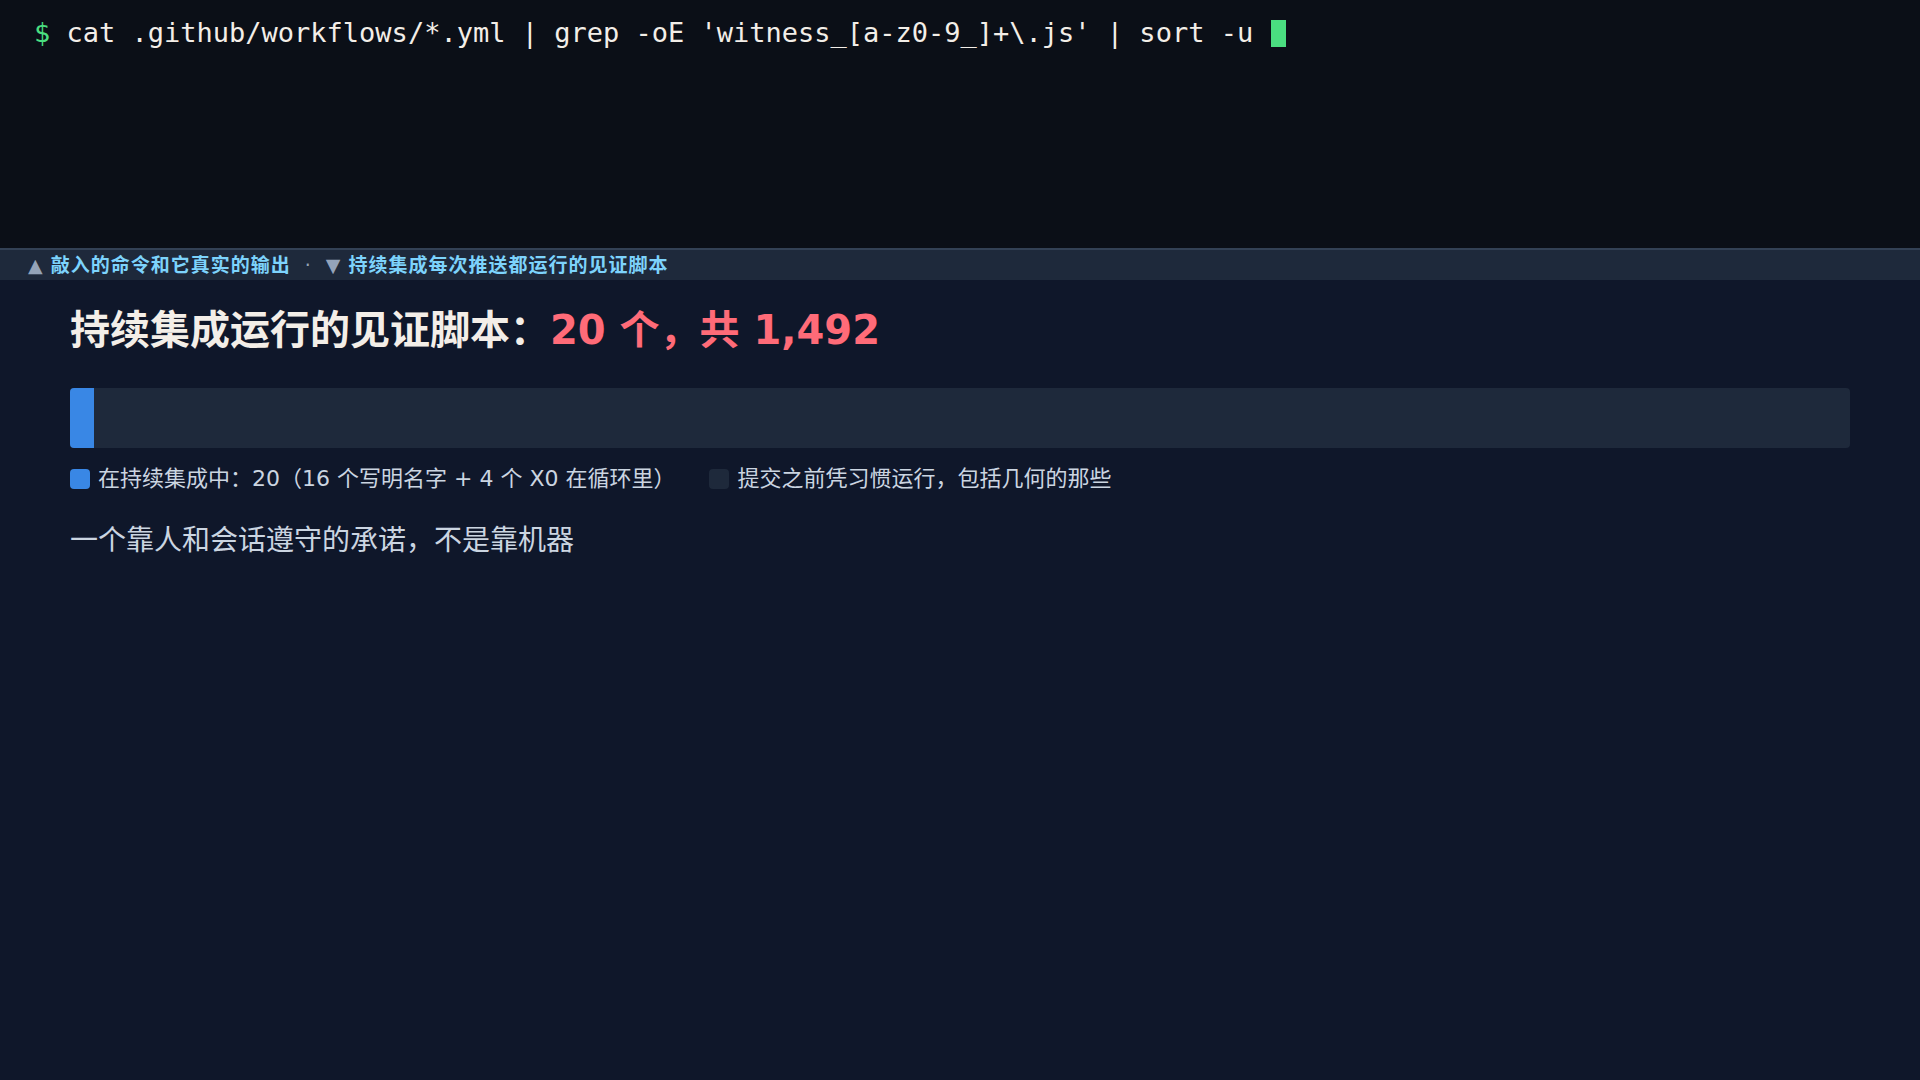 $ cat .github/workflows/*.yml | grep -oE 'witness_[a-z0-9_]+\.js' | sort -u
▲ 敲入的命令和它真实的输出 · ▼ 持续集成每次推送都运行的见证脚本
持续集成运行的见证脚本：20 个，共 1,492
在持续集成中：20（16 个写明名字 + 4 个 X0 在循环里） 提交之前凭习惯运行，包括几何的那些
一个靠人和会话遵守的承诺，不是靠机器